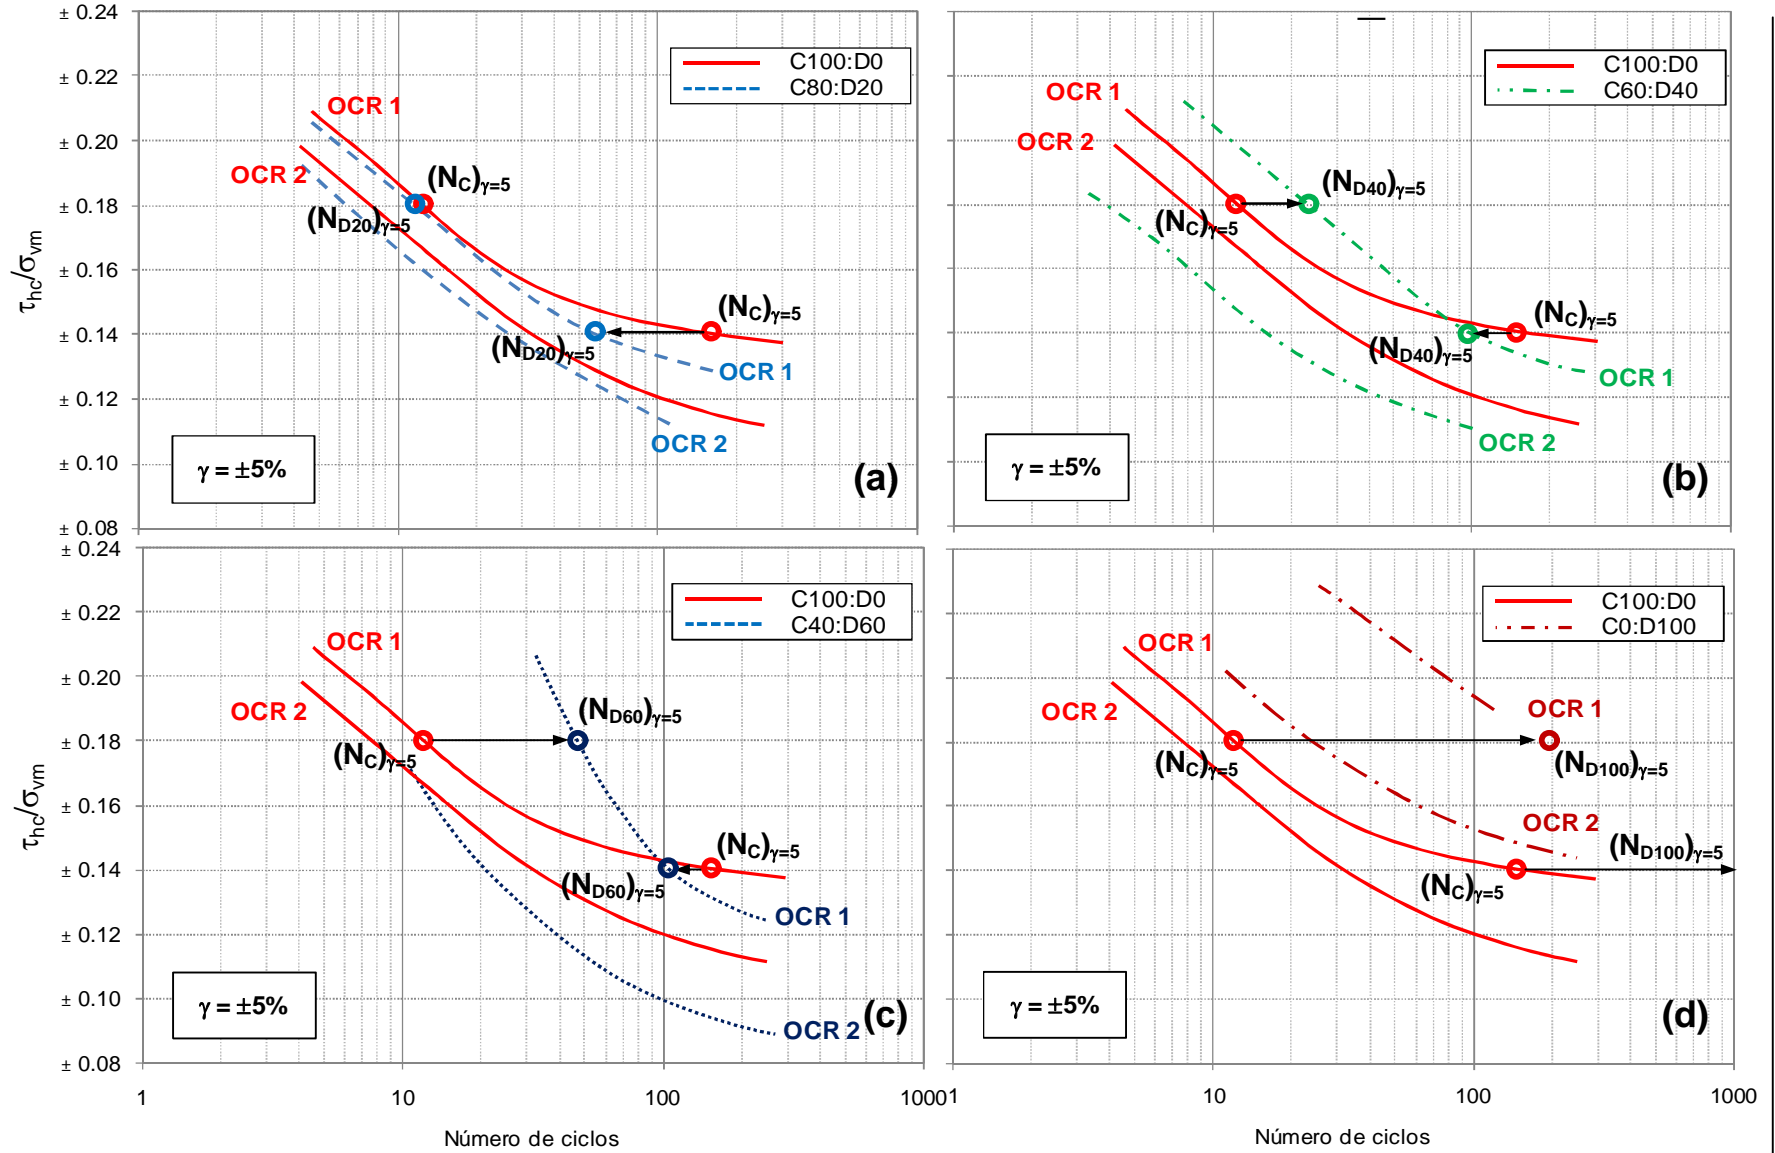 ± 0.24
± 0.22
± 0.20
± 0.18
± 0.16
± 0.14
± 0.12
± 0.10
± 0.08
τhc/σvm
C100:D0
C80:D20
OCR 1
OCR 2
(NC)γ=5
(ND20)γ=5
(NC)γ=5
(ND20)γ=5
OCR 1
OCR 2
γ = ±5%
(a)
C100:D0
C60:D40
OCR 1
OCR 2
(ND40)γ=5
(NC)γ=5
(NC)γ=5
(ND40)γ=5
OCR 1
OCR 2
γ = ±5%
(b)
± 0.24
± 0.22
± 0.20
± 0.18
± 0.16
± 0.14
± 0.12
± 0.10
± 0.08
τhc/σvm
C100:D0
C40:D60
OCR 1
OCR 2
(ND60)γ=5
(NC)γ=5
(NC)γ=5
(ND60)γ=5
OCR 1
OCR 2
γ = ±5%
(c)
1
10
100
1000
Número de ciclos
C100:D0
C0:D100
OCR 1
OCR 2
OCR 1
(NC)γ=5
(ND100)γ=5
OCR 2
(ND100)γ=5
(NC)γ=5
γ = ±5%
(d)
1
10
100
1000
Número de ciclos